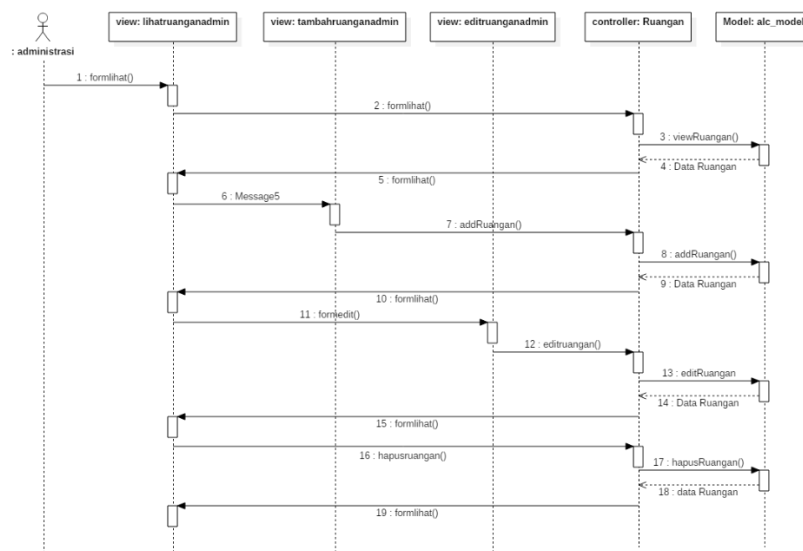 view: lihatruanganadmin
view: tambahruanganadmin
view: editruanganadmin
controller: Ruangan
Model: alc_model
: administrasi
1 : formlihat()
2 : formlihat()
3 : viewRuangan()
4 : Data Ruangan
5 : formlihat()
6 : Message5
7 : addRuangan()
8 : addRuangan()
9 : Data Ruangan
10 : formlihat()
11 : formedit()
12 : editruangan()
13 : editRuangan
14 : Data Ruangan
15 : formlihat()
16 : hapusruangan()
17 : hapusRuangan()
18 : data Ruangan
19 : formlihat()